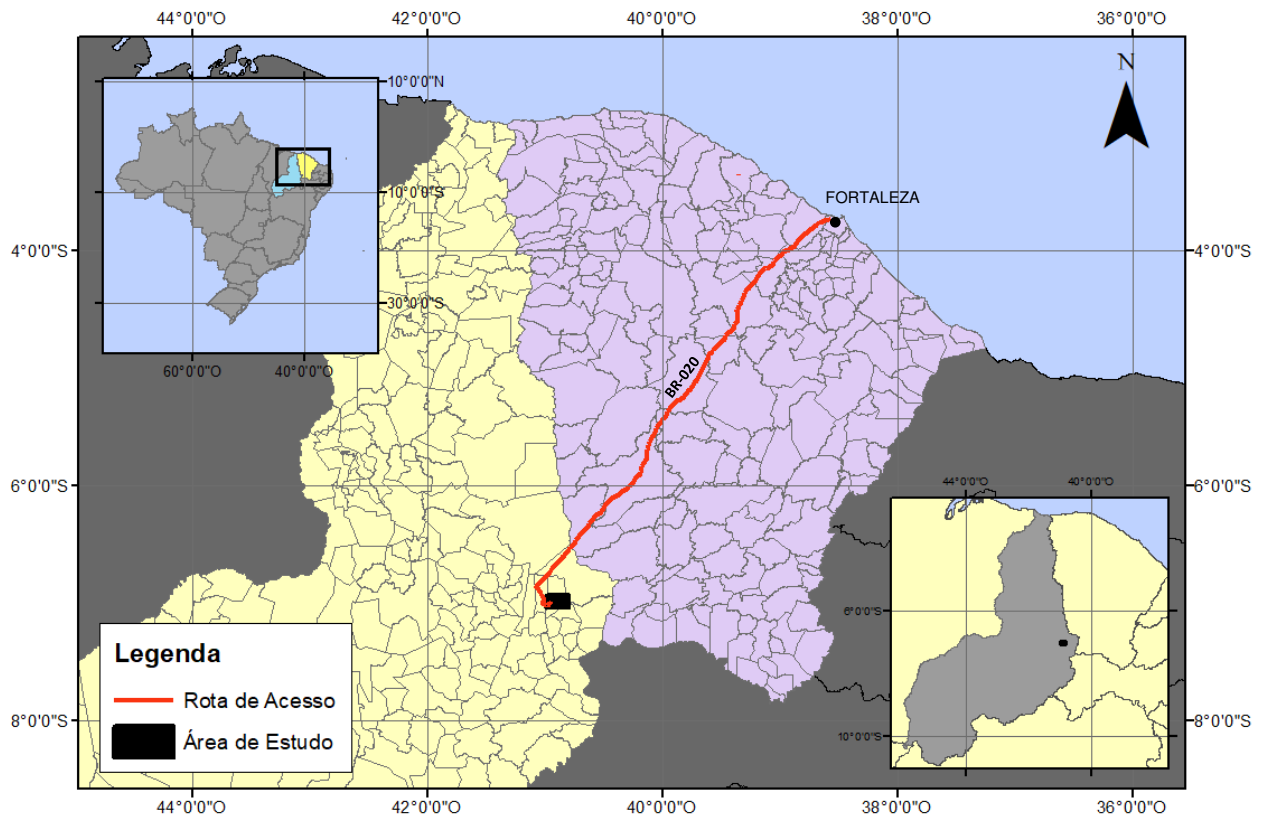 44°0'0"O
42°0'0"O
40°0'0"O
38°0'0"O
36°0'0"O
10°0'0"N
10°0'0"S
30°0'0"S
60°0'0"O
40°0'0"O
N
FORTALEZA
4°0'0"S
4°0'0"S
BR-020
6°0'0"S
6°0'0"S
44°0'0"O
40°0'0"O
6°0'0"S
10°0'0"S
Legenda
Rota de Acesso
Área de Estudo
8°0'0"S
8°0'0"S
44°0'0"O
42°0'0"O
40°0'0"O
38°0'0"O
36°0'0"O